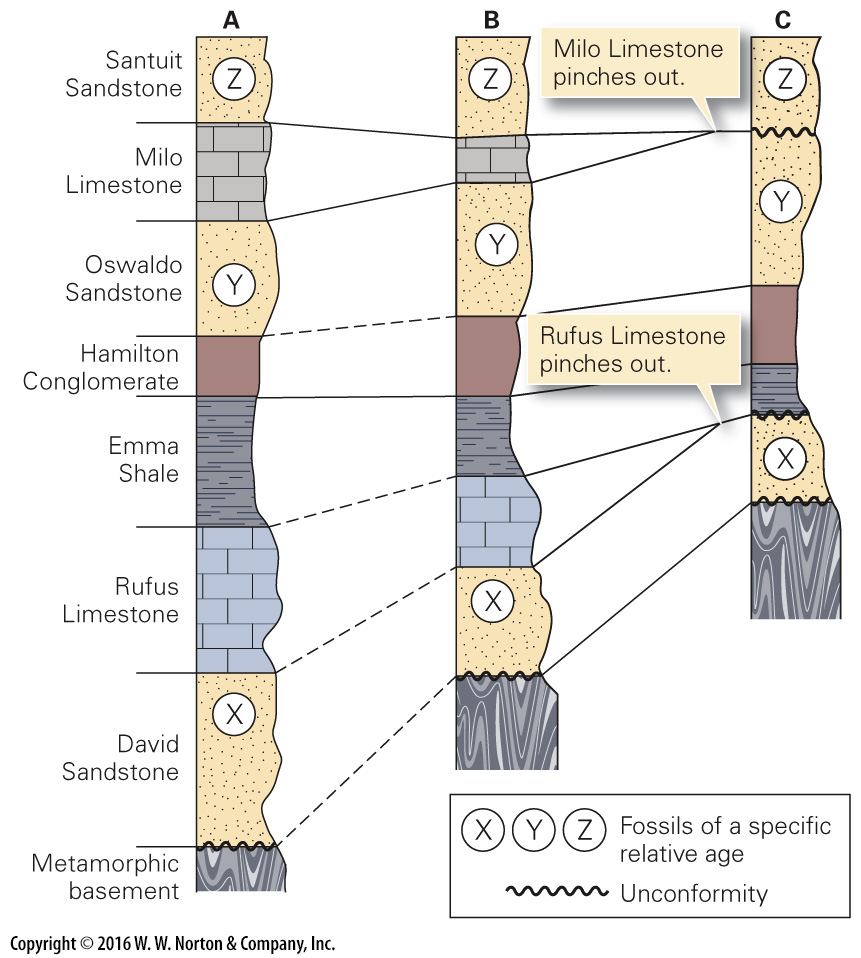 A
B
C
Santuit
Sandstone
Z
Z
Milo Limestone
pinches out.
Z
Milo
Limestone
Oswaldo
Sandstone
Y
Y
Y
Hamilton
Conglomerate
Rufus Limestone
pinches out.
Emma
Shale
X
Rufus
Limestone
X
X
David
Sandstone
Metamorphic
basement
X Y Z Fossils of a specific
relative age
Unconformity
Copyright © 2016 W. W. Norton & Company, Inc.